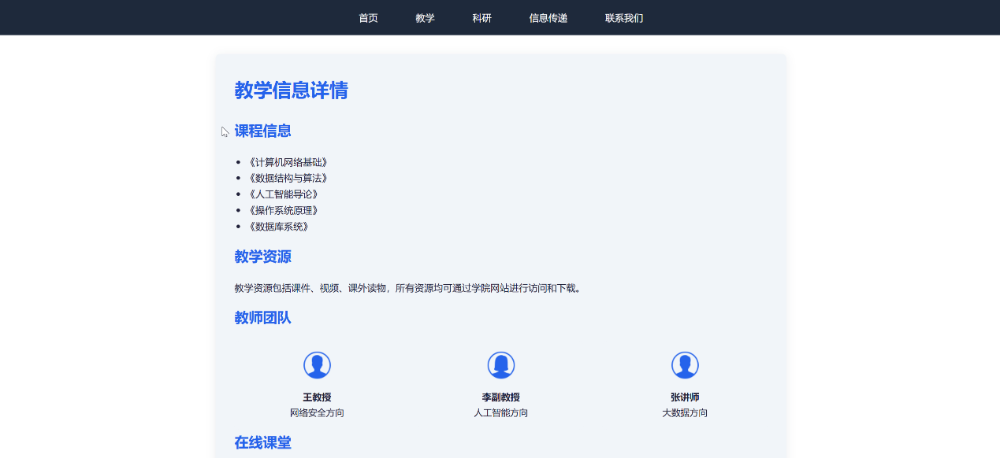 首页 教学 科研 信息传递 联系我们
教学信息详情
课程信息
《计算机网络基础》
《数据结构与算法》
《人工智能导论》
《操作系统原理》
《数据库系统》
教学资源
教学资源包括课件、视频、课外读物，所有资源均可通过学院网站进行访问和下载。
教师团队
王教授 李副教授 张讲师
网络安全方向 人工智能方向 大数据方向
在线课堂